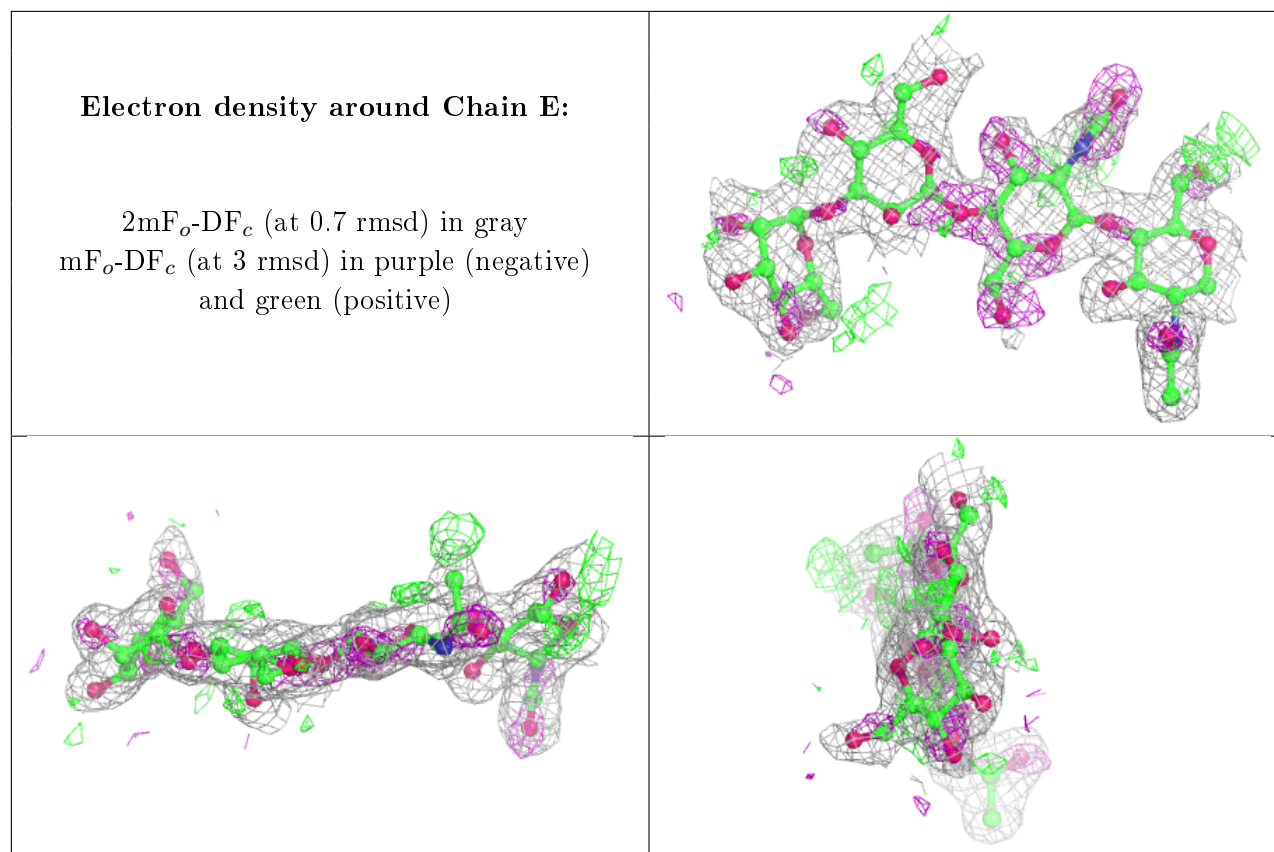 Electron density around Chain E:
2mFₒ-DF𝒸 (at 0.7 rmsd) in gray
mFₒ-DF𝒸 (at 3 rmsd) in purple (negative)
and green (positive)